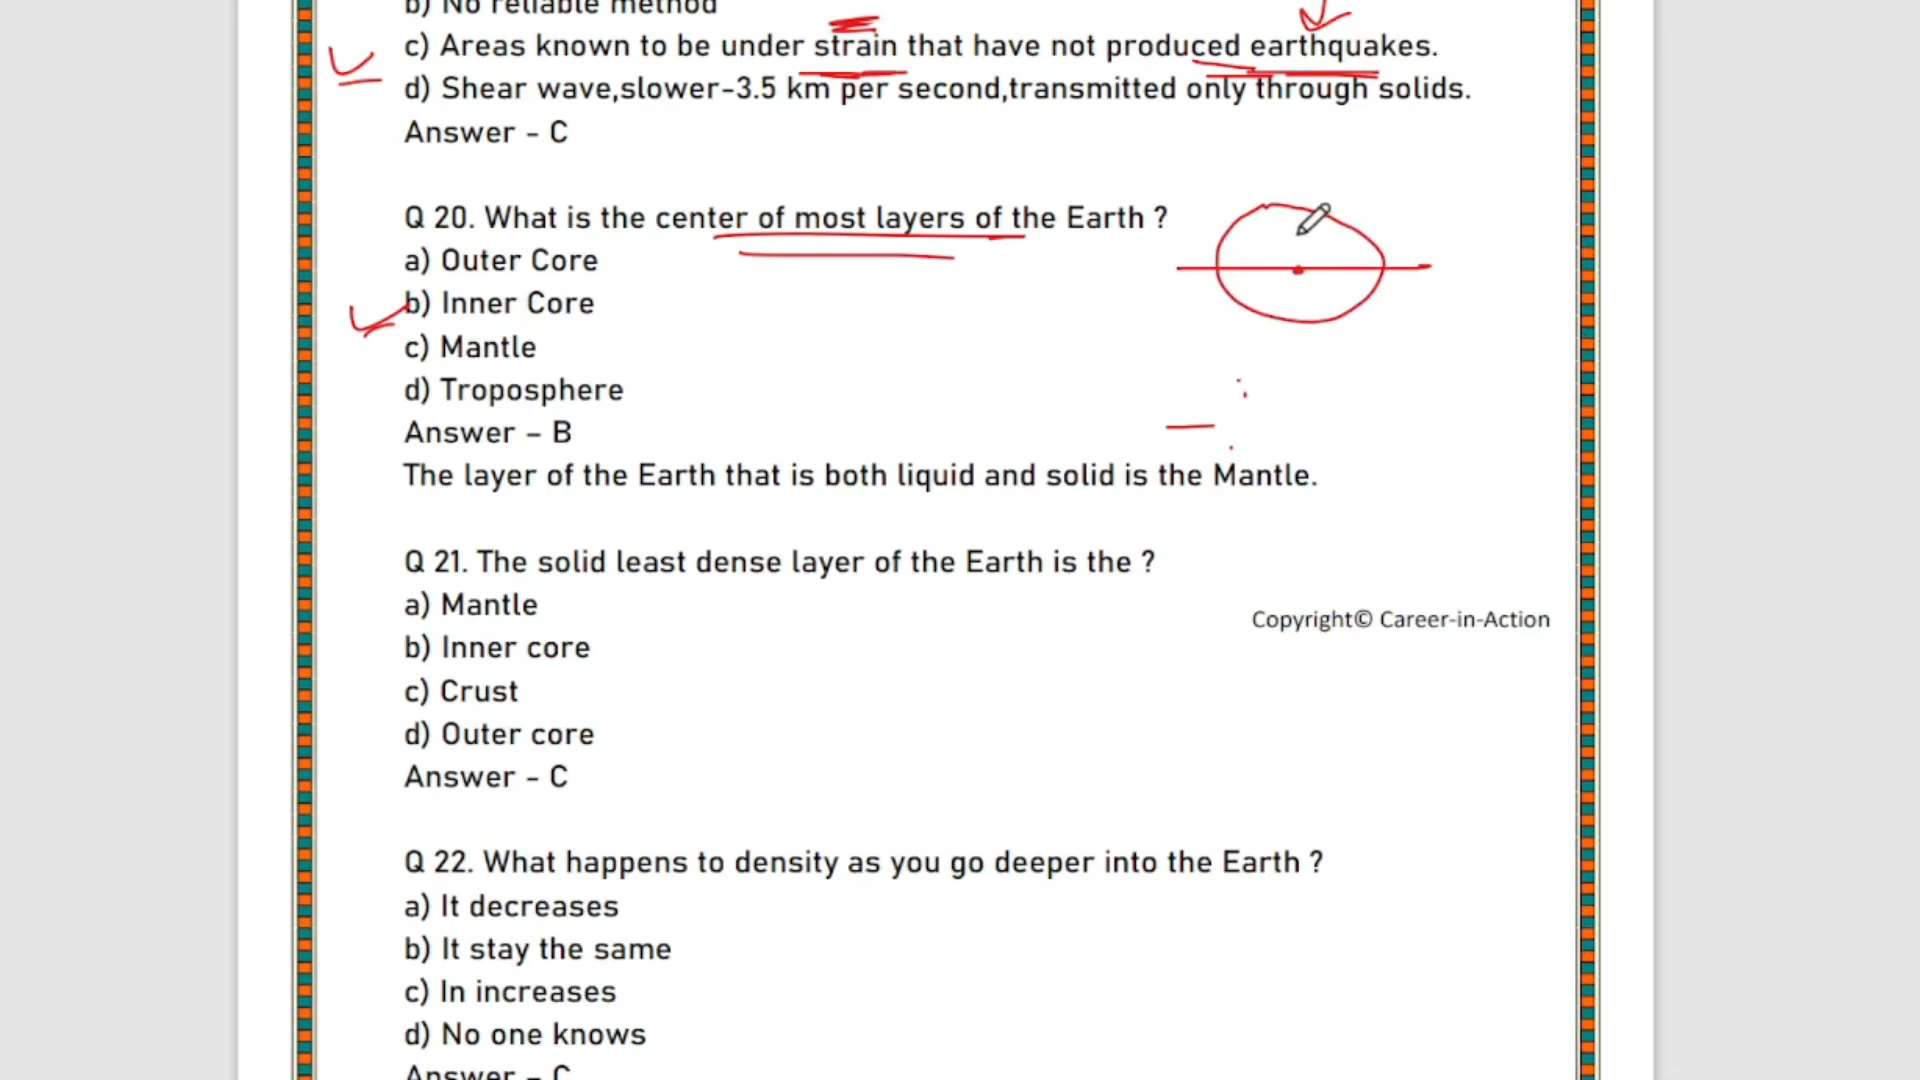 b) No reliable method
c) Areas known to be under strain that have not produced earthquakes.
d) Shear wave,slower-3.5 km per second,transmitted only through solids.
Answer - C
Q 20. What is the center of most layers of the Earth ?
a) Outer Core
b) Inner Core
c) Mantle
d) Troposphere
Answer – B
The layer of the Earth that is both liquid and solid is the Mantle.
Q 21. The solid least dense layer of the Earth is the ?
a) Mantle
Copyright© Career-in-Action
b) Inner core
c) Crust
d) Outer core
Answer - C
Q 22. What happens to density as you go deeper into the Earth ?
a) It decreases
b) It stay the same
c) In increases
d) No one knows
Answer – C